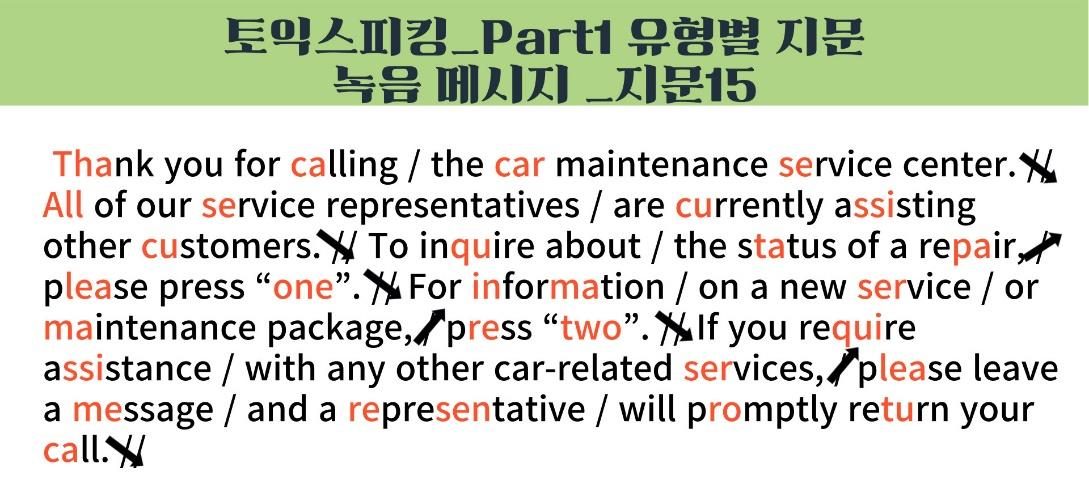 토익스피킹_Part1 유형별 지문
녹음 메시지 _지문15
Thank you for calling / the car maintenance service center. //
All of our service representatives / are currently assisting
other customers. // To inquire about / the status of a repair, /
please press “one”. // For information / on a new service / or
maintenance package, / press “two”. // If you require
assistance / with any other car-related services, / please leave
a message / and a representative / will promptly return your
call. //